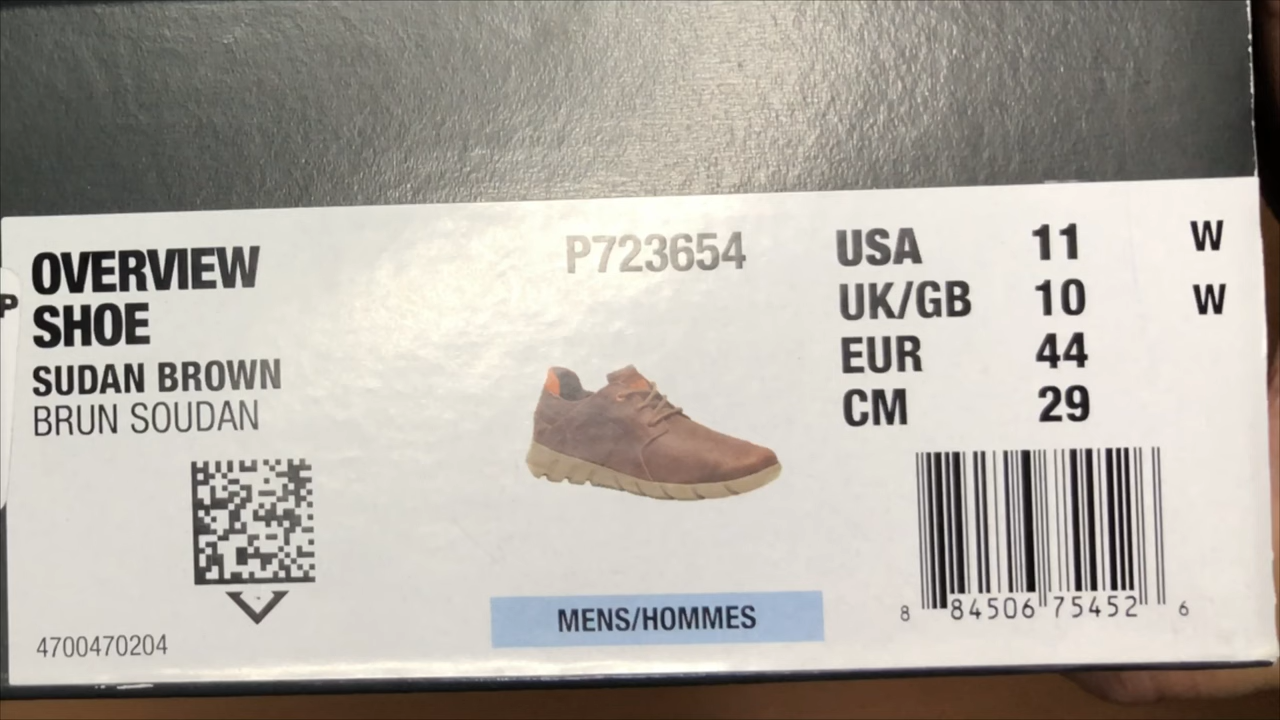 OVERVIEW
SHOE
SUDAN BROWN
BRUN SOUDAN
4700470204
P723654
MENS/HOMMES
USA 11 W
UK/GB 10 W
EUR 44
CM 29
8 84506 75452 6
P